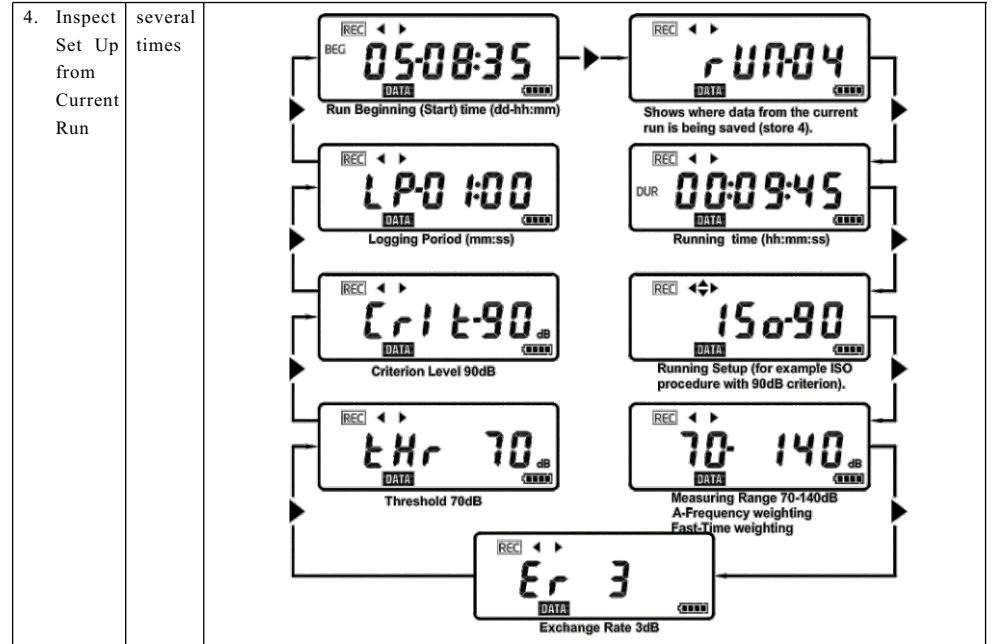 4. Inspect Set Up from Current Run
several times
REC
BEG 05-08:35
DATA
Run Beginning (Start) time (dd-hh:mm)
REC
rUN-04
DATA
Shows where data from the current
run is being saved (store 4).
REC
LP-01:00
DATA
Logging Poriod (mm:ss)
REC
DUR 00:09:45
DATA
Running time (hh:mm:ss)
REC
CrIt-90 dB
DATA
Criterion Level 90dB
REC
ISo-90
DATA
Running Setup (for example ISO
procedure with 90dB criterion).
REC
tHr 70 dB
DATA
Threshold 70dB
REC
70- 140 dB
DATA
Measuring Range 70-140dB
A-Frequency weighting
Fast-Time weighting
REC
Er 3
DATA
Exchange Rate 3dB